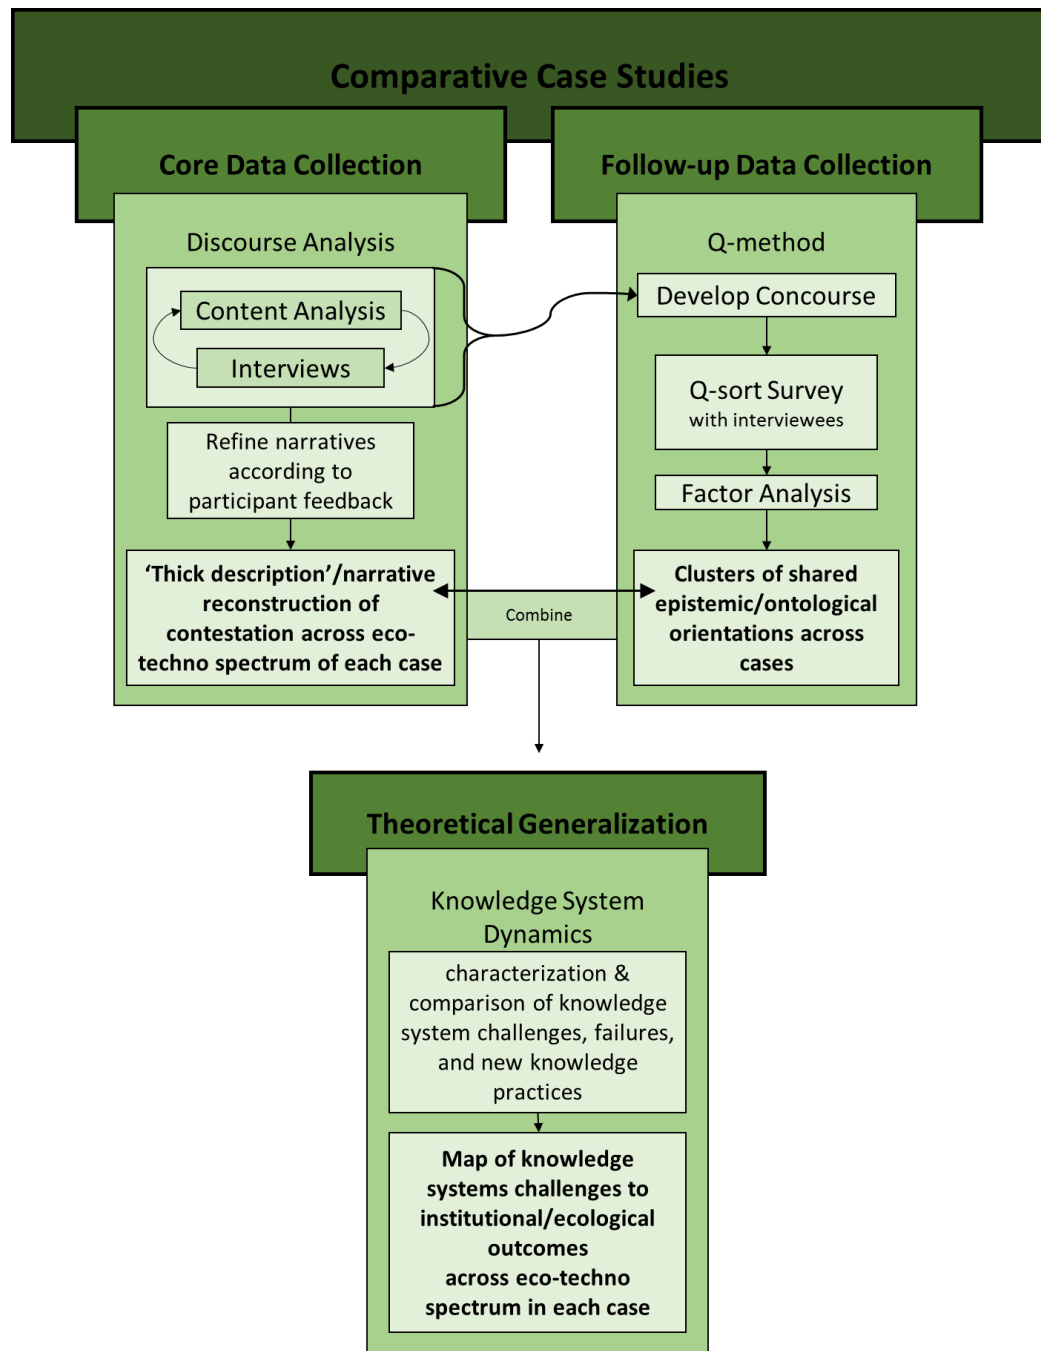 Comparative Case Studies
Core Data Collection
Discourse Analysis
Content Analysis
Interviews
Refine narratives
according to
participant feedback
‘Thick description’/narrative
reconstruction of
contestation across eco-
techno spectrum of each case
Follow-up Data Collection
Q-method
Develop Concourse
Q-sort Survey
with interviewees
Factor Analysis
Clusters of shared
epistemic/ontological
orientations across
cases
Combine
Theoretical Generalization
Knowledge System
Dynamics
characterization &
comparison of knowledge
system challenges, failures,
and new knowledge
practices
Map of knowledge
systems challenges to
institutional/ecological
outcomes
across eco-techno
spectrum in each case